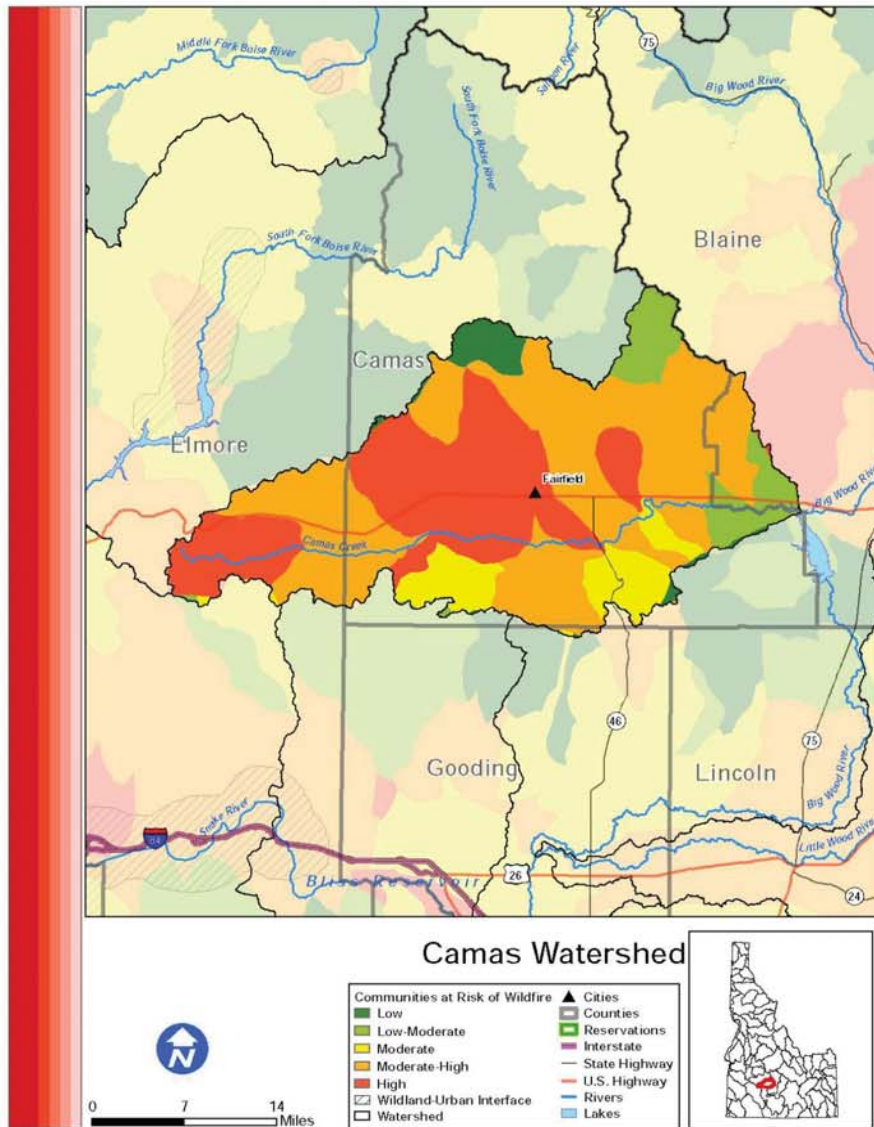 Middle Fork Boise River
Salmon River
75
Big Wood River
South Fork Boise River
South Fork Boise River
Blaine
Camas
Elmore
Fairfield
Big Wood River
Camas Creek
46
75
Gooding
Lincoln
Big Wood River
Snake River
84
Little Wood River
Bliss Reservoir
26
24
Camas Watershed
Communities at Risk of Wildfire
Low
Low-Moderate
Moderate
Moderate-High
High
Wildland-Urban Interface
Watershed
Cities
Counties
Reservations
Interstate
State Highway
U.S. Highway
Rivers
Lakes
N
0 7 14
Miles